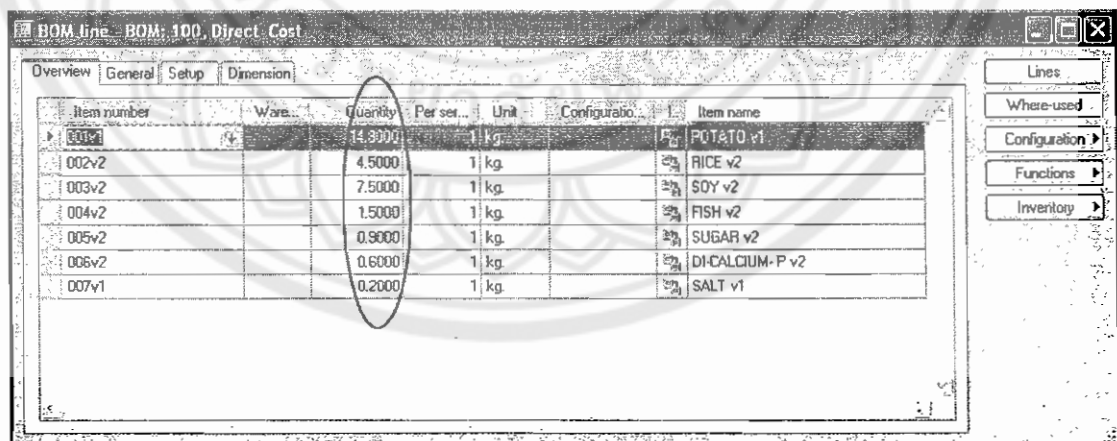 BOM line - BOM: 100, Direct Cost
Overview General Setup Dimension
Item number Ware... Quantity Per ser... Unit Configuratio... Item name
001v1 14.8000 1 kg. POTATO v1
002v2 4.5000 1 kg. RICE v2
003v2 7.5000 1 kg. SOY v2
004v2 1.5000 1 kg. FISH v2
005v2 0.9000 1 kg. SUGAR v2
006v2 0.6000 1 kg. DI-CALCIUM- P v2
007v1 0.2000 1 kg. SALT v1
Lines
Where-used
Configuration
Functions
Inventory